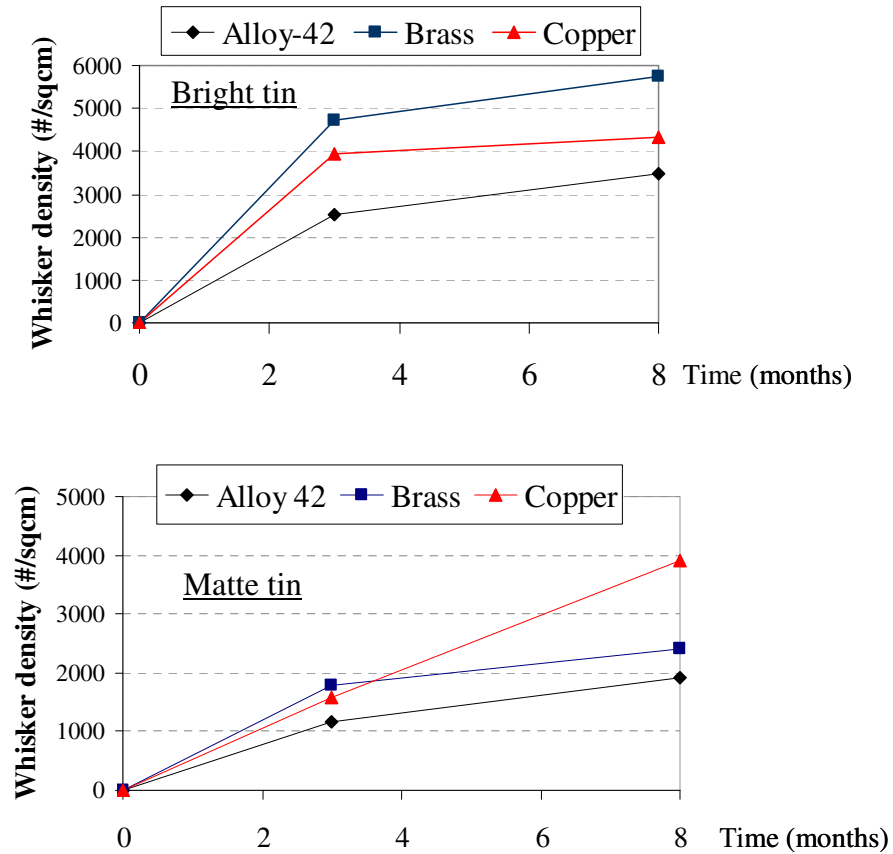 Alloy-42 Brass Copper
Whisker density (#/sqcm)
6000
5000
4000
3000
2000
1000
0
Bright tin
0 2 4 6 8 Time (months)
Alloy 42 Brass Copper
Whisker density (#/sqcm)
5000
4000
3000
2000
1000
0
Matte tin
0 2 4 6 8 Time (months)